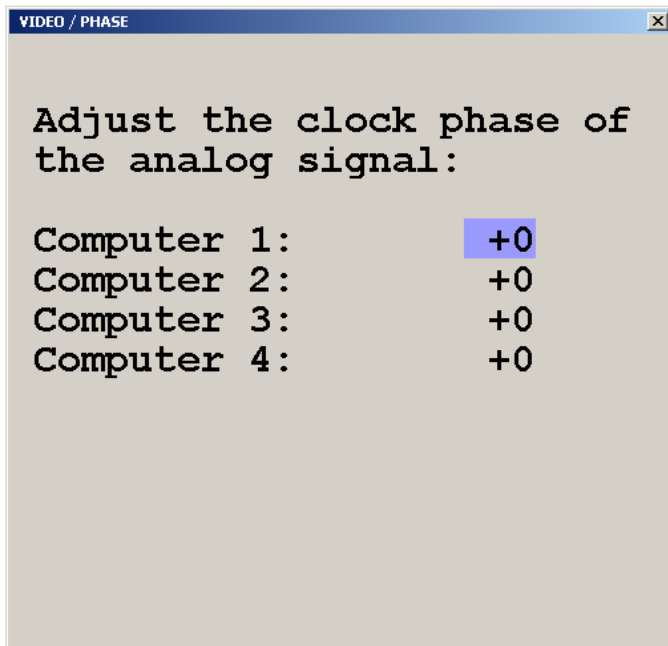 VIDEO / PHASE
Adjust the clock phase of
the analog signal:
Computer 1: +0
Computer 2: +0
Computer 3: +0
Computer 4: +0